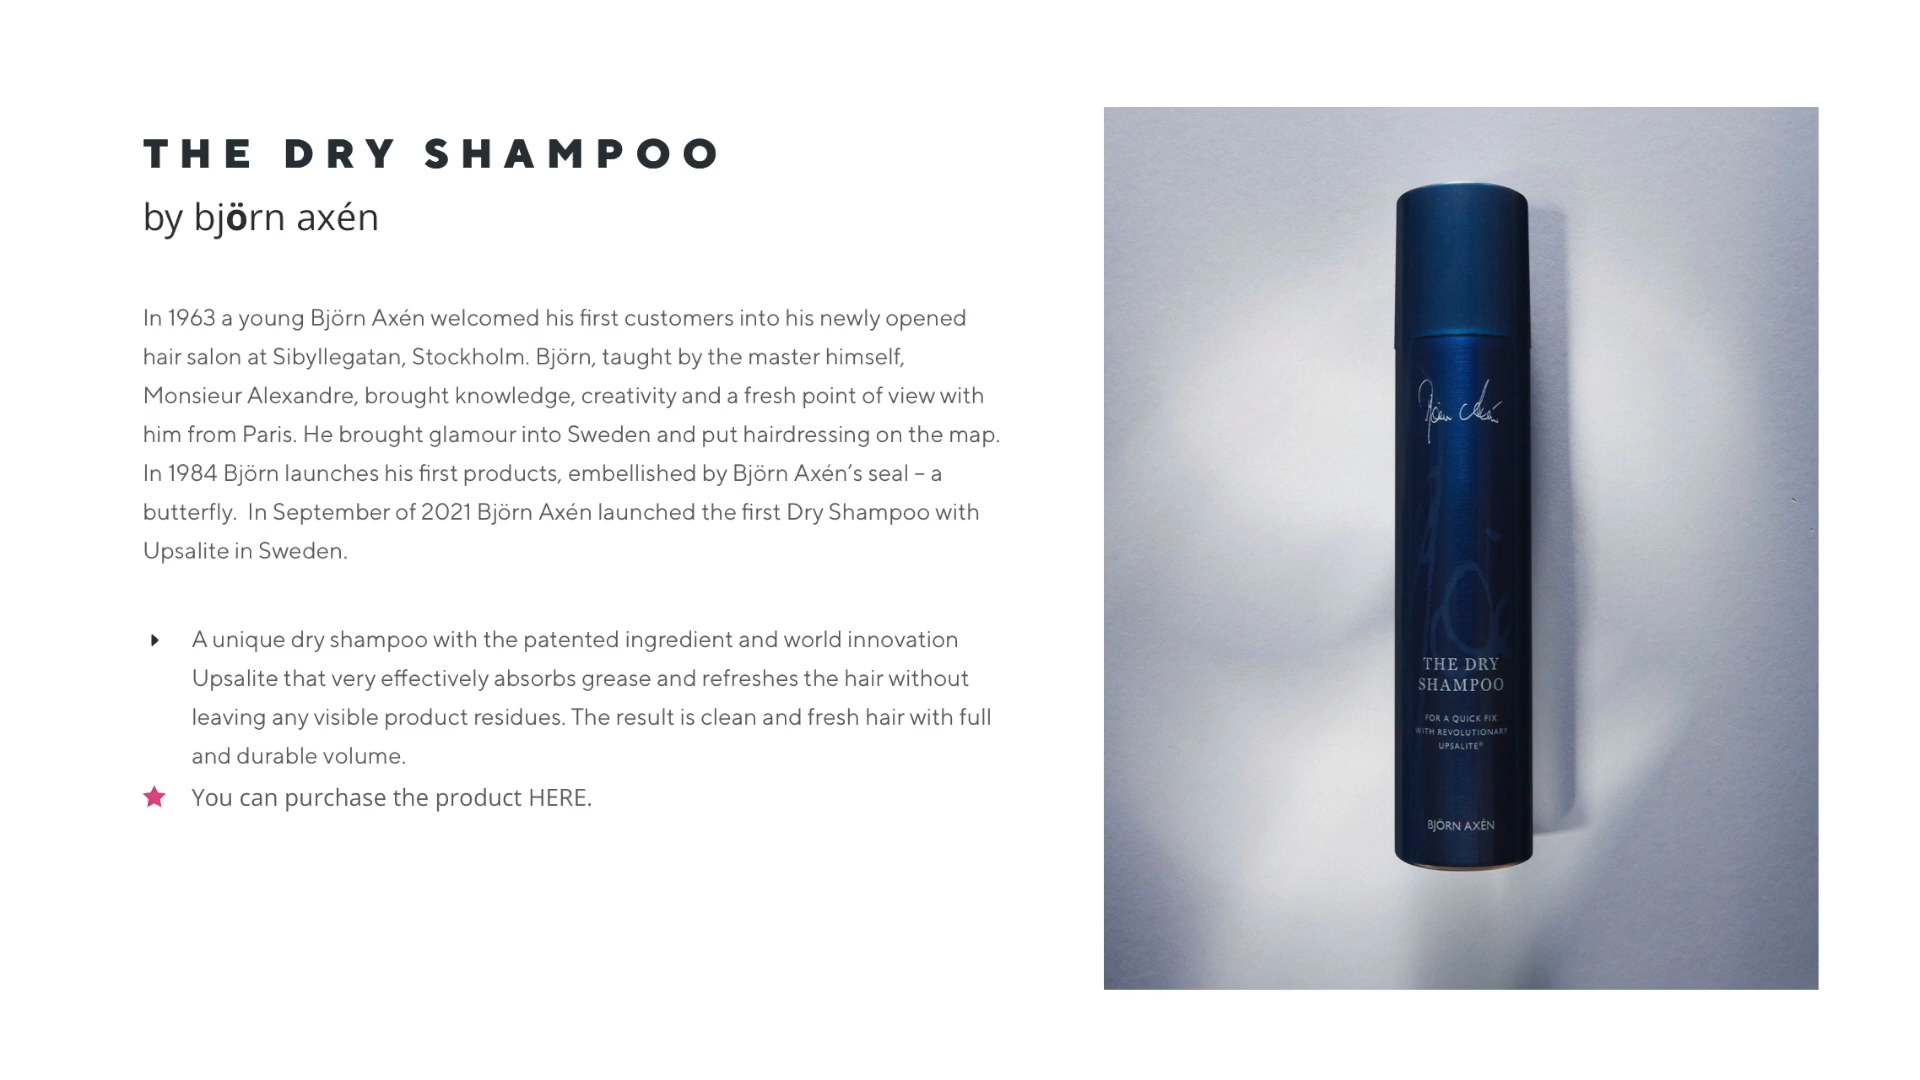 THE DRY SHAMPOO
by björn axén
In 1963 a young Björn Axén welcomed his first customers into his newly opened
hair salon at Sibyllegatan, Stockholm. Björn, taught by the master himself,
Monsieur Alexandre, brought knowledge, creativity and a fresh point of view with
him from Paris. He brought glamour into Sweden and put hairdressing on the map.
In 1984 Björn launches his first products, embellished by Björn Axén’s seal – a
butterfly.  In September of 2021 Björn Axén launched the first Dry Shampoo with
Upsalite in Sweden.
A unique dry shampoo with the patented ingredient and world innovation
Upsalite that very effectively absorbs grease and refreshes the hair without
leaving any visible product residues. The result is clean and fresh hair with full
and durable volume.
You can purchase the product HERE.
Björn Axén
THE DRY
SHAMPOO
FOR A QUICK FIX
WITH REVOLUTIONARY
UPSALITE®
BJÖRN AXÉN